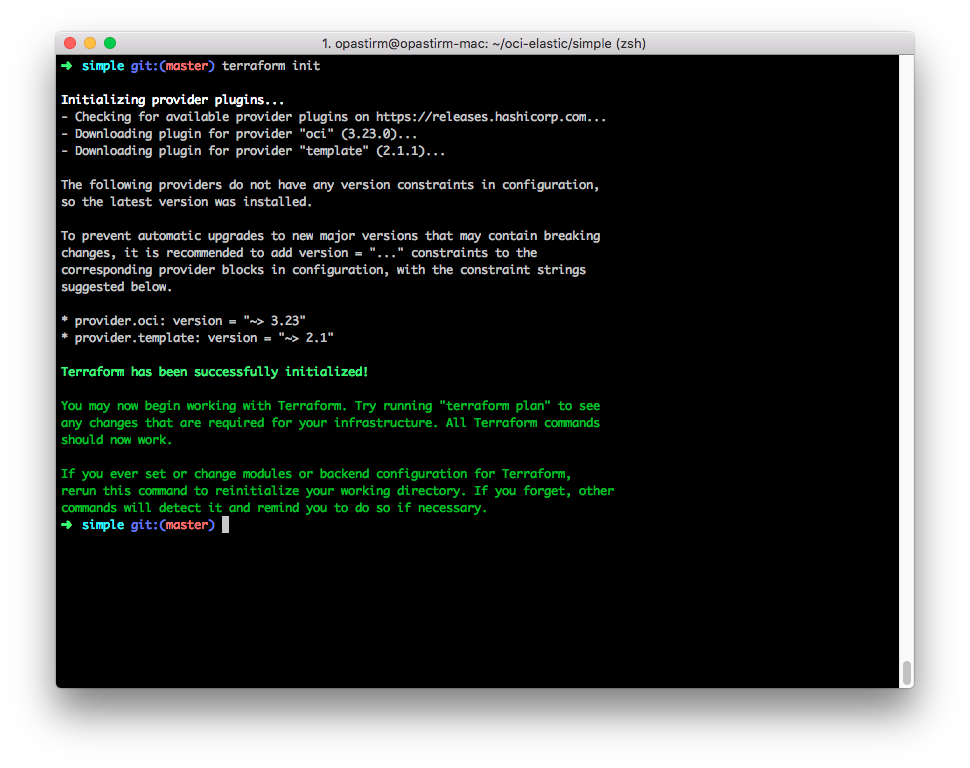 1. opastirm@opastirm-mac: ~/oci-elastic/simple (zsh)
➜ simple git:(master) terraform init
Initializing provider plugins...
- Checking for available provider plugins on https://releases.hashicorp.com...
- Downloading plugin for provider "oci" (3.23.0)...
- Downloading plugin for provider "template" (2.1.1)...
The following providers do not have any version constraints in configuration,
so the latest version was installed.
To prevent automatic upgrades to new major versions that may contain breaking
changes, it is recommended to add version = "..." constraints to the
corresponding provider blocks in configuration, with the constraint strings
suggested below.
* provider.oci: version = "~> 3.23"
* provider.template: version = "~> 2.1"
Terraform has been successfully initialized!
You may now begin working with Terraform. Try running "terraform plan" to see
any changes that are required for your infrastructure. All Terraform commands
should now work.
If you ever set or change modules or backend configuration for Terraform,
rerun this command to reinitialize your working directory. If you forget, other
commands will detect it and remind you to do so if necessary.
➜ simple git:(master)